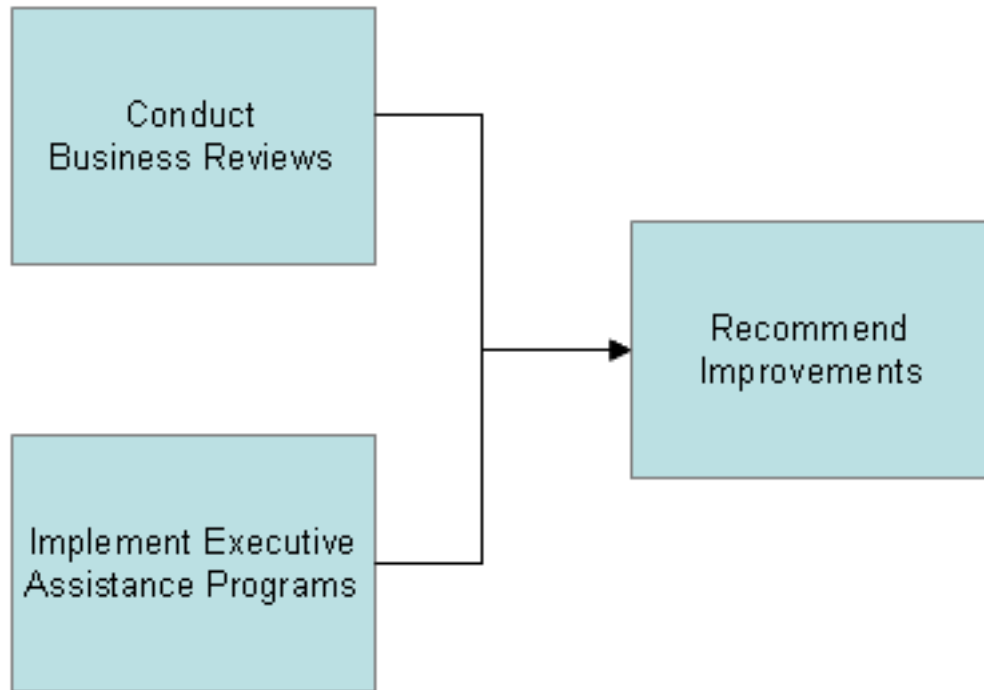 Conduct
Business Reviews
Recommend
Improvements
Implement Executive
Assistance Programs